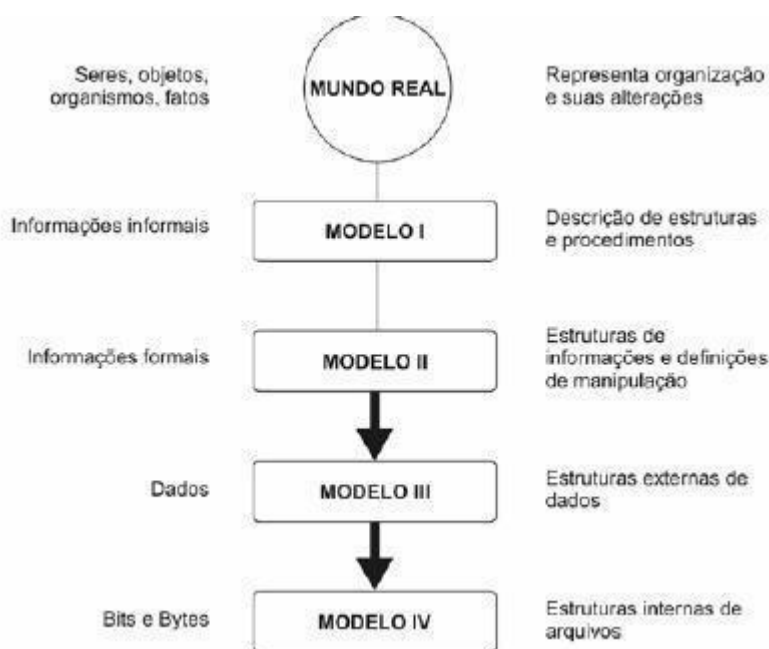 Seres, objetos,
organismos, fatos
MUNDO REAL
Representa organização
e suas alterações
Informações informais
MODELO I
Descrição de estruturas
e procedimentos
Informações formais
MODELO II
Estruturas de
informações e definições
de manipulação
Dados
MODELO III
Estruturas externas de
dados
Bits e Bytes
MODELO IV
Estruturas internas de
arquivos